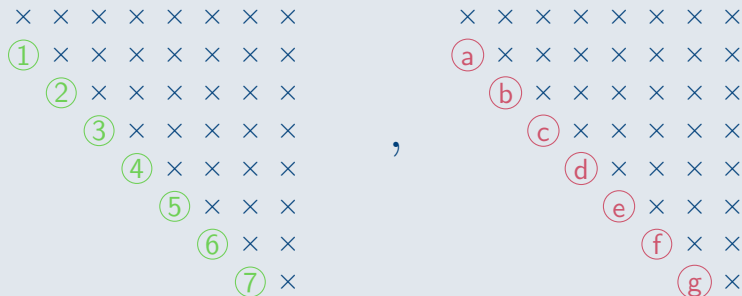 × × × × × × × × × × × × × × × ×
1 × × × × × × × a × × × × × × ×
2 × × × × × × b × × × × × ×
3 × × × × × , c × × × × ×
4 × × × × d × × × ×
5 × × × e × × ×
6 × × f × ×
7 × g ×